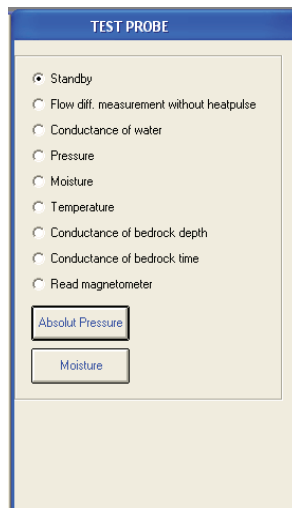 TEST PROBE
Standby
Flow diff. measurement without heatpulse
Conductance of water
Pressure
Moisture
Temperature
Conductance of bedrock depth
Conductance of bedrock time
Read magnetometer
Absolut Pressure
Moisture